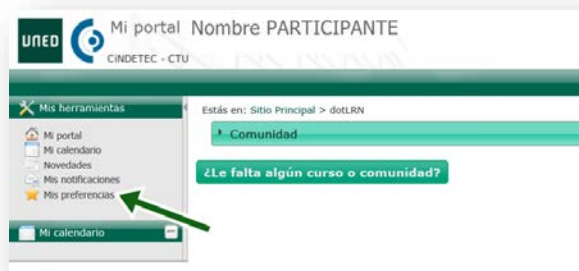 UNED
Mi portal Nombre PARTICIPANTE
CiNDETEC - CTU
Mis herramientas
Mi portal
Mi calendario
Novedades
Mis notificaciones
Mis preferencias
Mi calendario
Estás en: Sitio Principal > dotLRN
Comunidad
¿Le falta algún curso o comunidad?